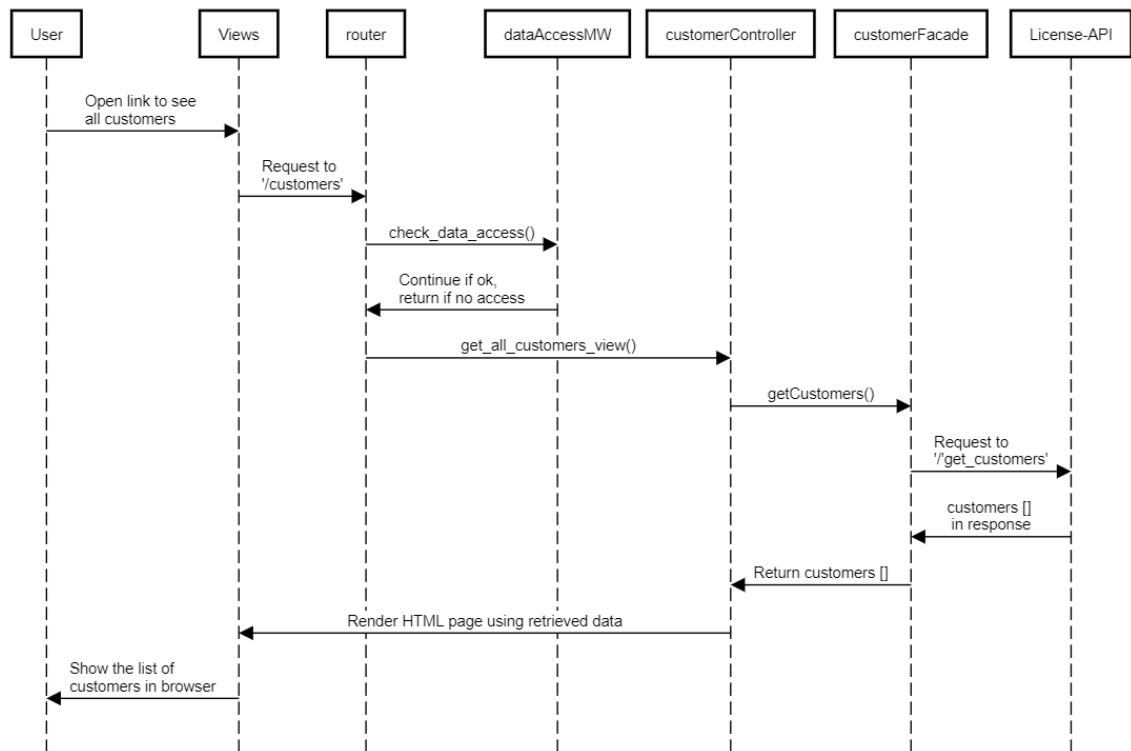 User
Views
router
dataAccessMW
customerController
customerFacade
License-API
Open link to see
all customers
Request to
'/customers'
check_data_access()
Continue if ok,
return if no access
get_all_customers_view()
getCustomers()
Request to
'/'get_customers'
customers []
in response
Return customers []
Render HTML page using retrieved data
Show the list of
customers in browser